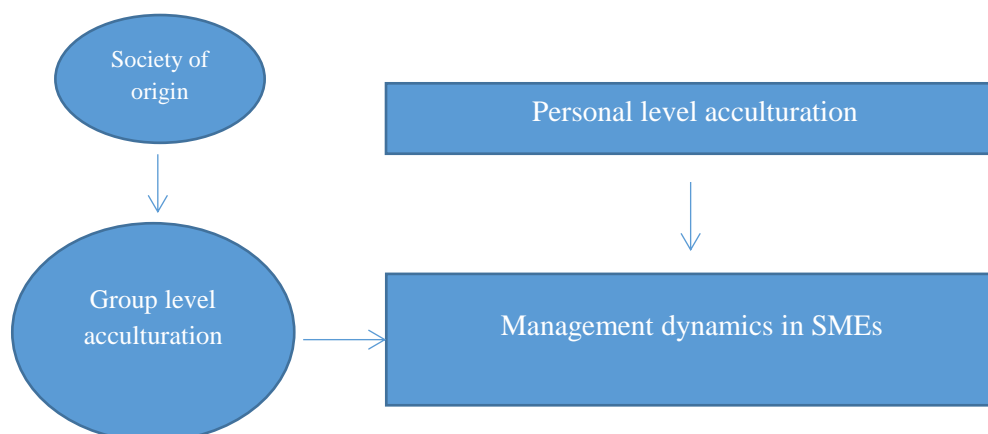 Society of
origin
Personal level acculturation
Group level
acculturation
Management dynamics in SMEs